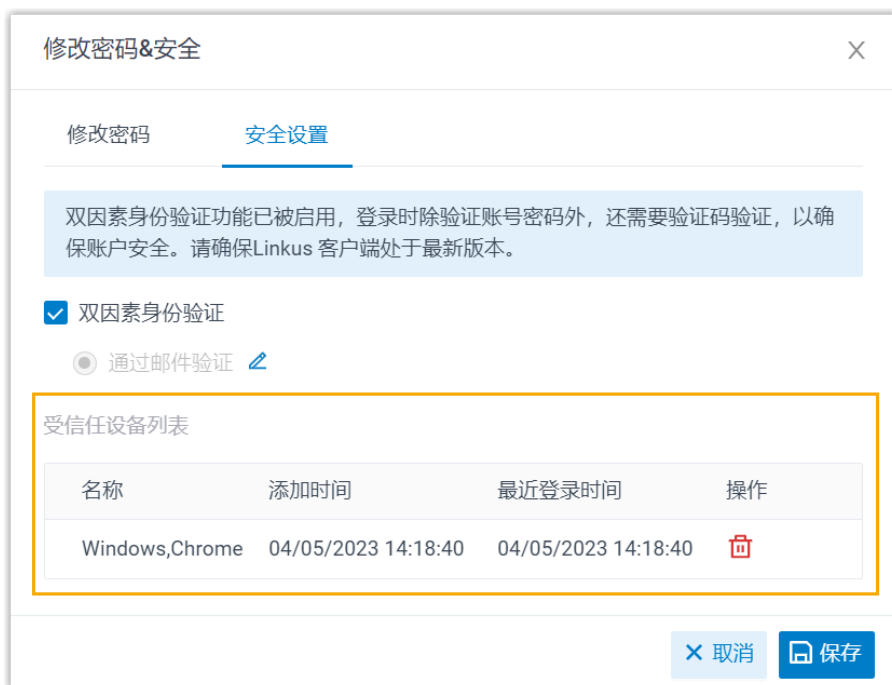 修改密码&安全
修改密码 安全设置
双因素身份验证功能已被启用，登录时除验证账号密码外，还需要验证码验证，以确
保账户安全。请确保Linkus 客户端处于最新版本。
双因素身份验证
通过邮件验证
受信任设备列表
名称 添加时间 最近登录时间 操作
Windows,Chrome 04/05/2023 14:18:40 04/05/2023 14:18:40
取消 保存